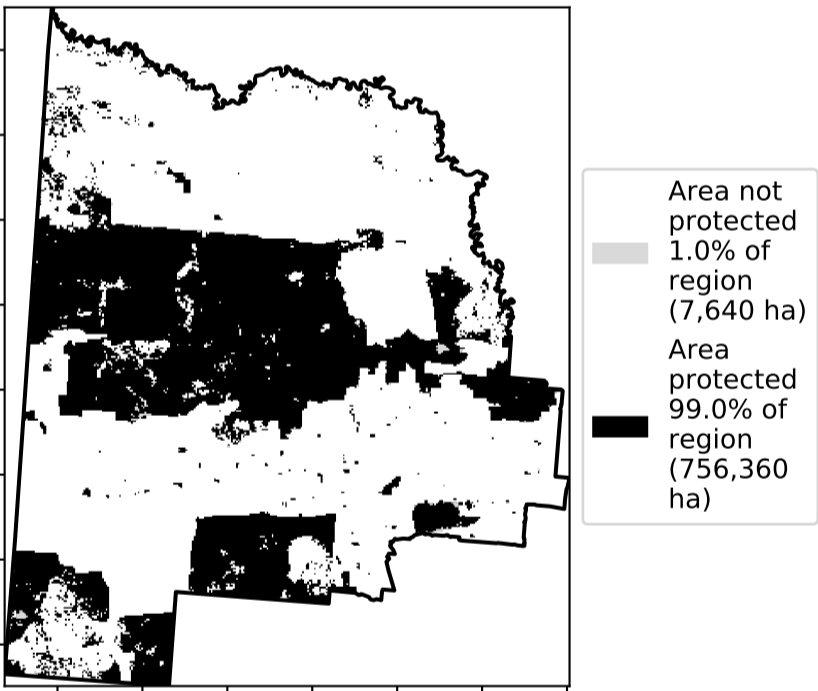 Area not
protected
1.0% of
region
(7,640 ha)
Area
protected
99.0% of
region
(756,360
ha)